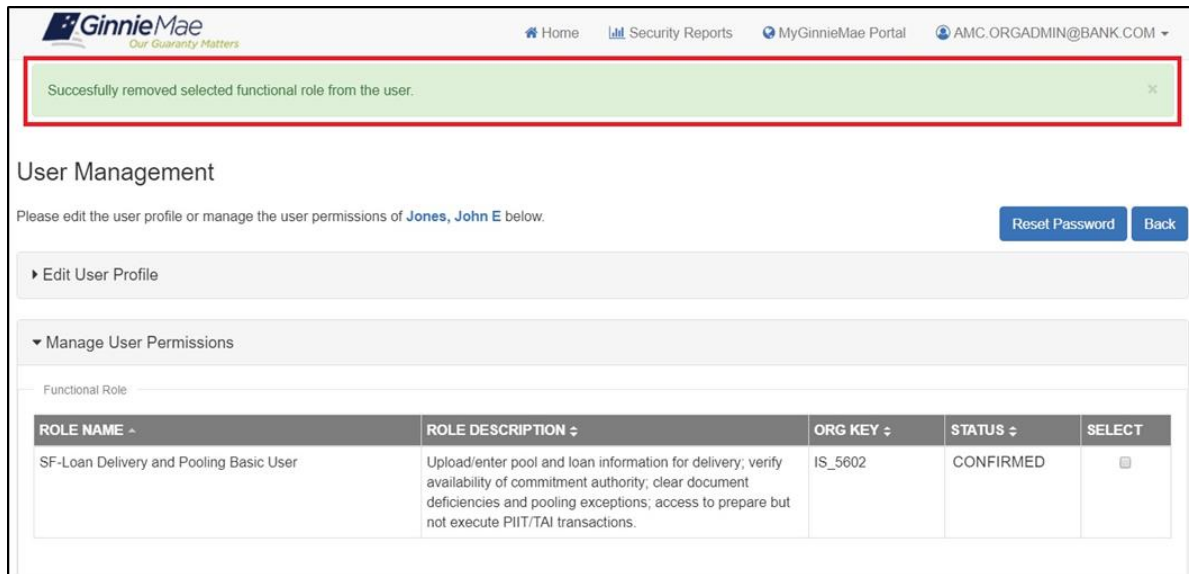 GinnieMae
Our Guaranty Matters
Home Security Reports MyGinnieMae Portal AMC.ORGADMIN@BANK.COM
Succesfully removed selected functional role from the user. ×
User Management
Please edit the user profile or manage the user permissions of Jones, John E below.
Reset Password Back
Edit User Profile
Manage User Permissions
Functional Role
ROLE NAME ROLE DESCRIPTION ORG KEY STATUS SELECT
SF-Loan Delivery and Pooling Basic User Upload/enter pool and loan information for delivery; verify IS_5602 CONFIRMED
availability of commitment authority; clear document
deficiencies and pooling exceptions; access to prepare but
not execute PIIT/TAI transactions.